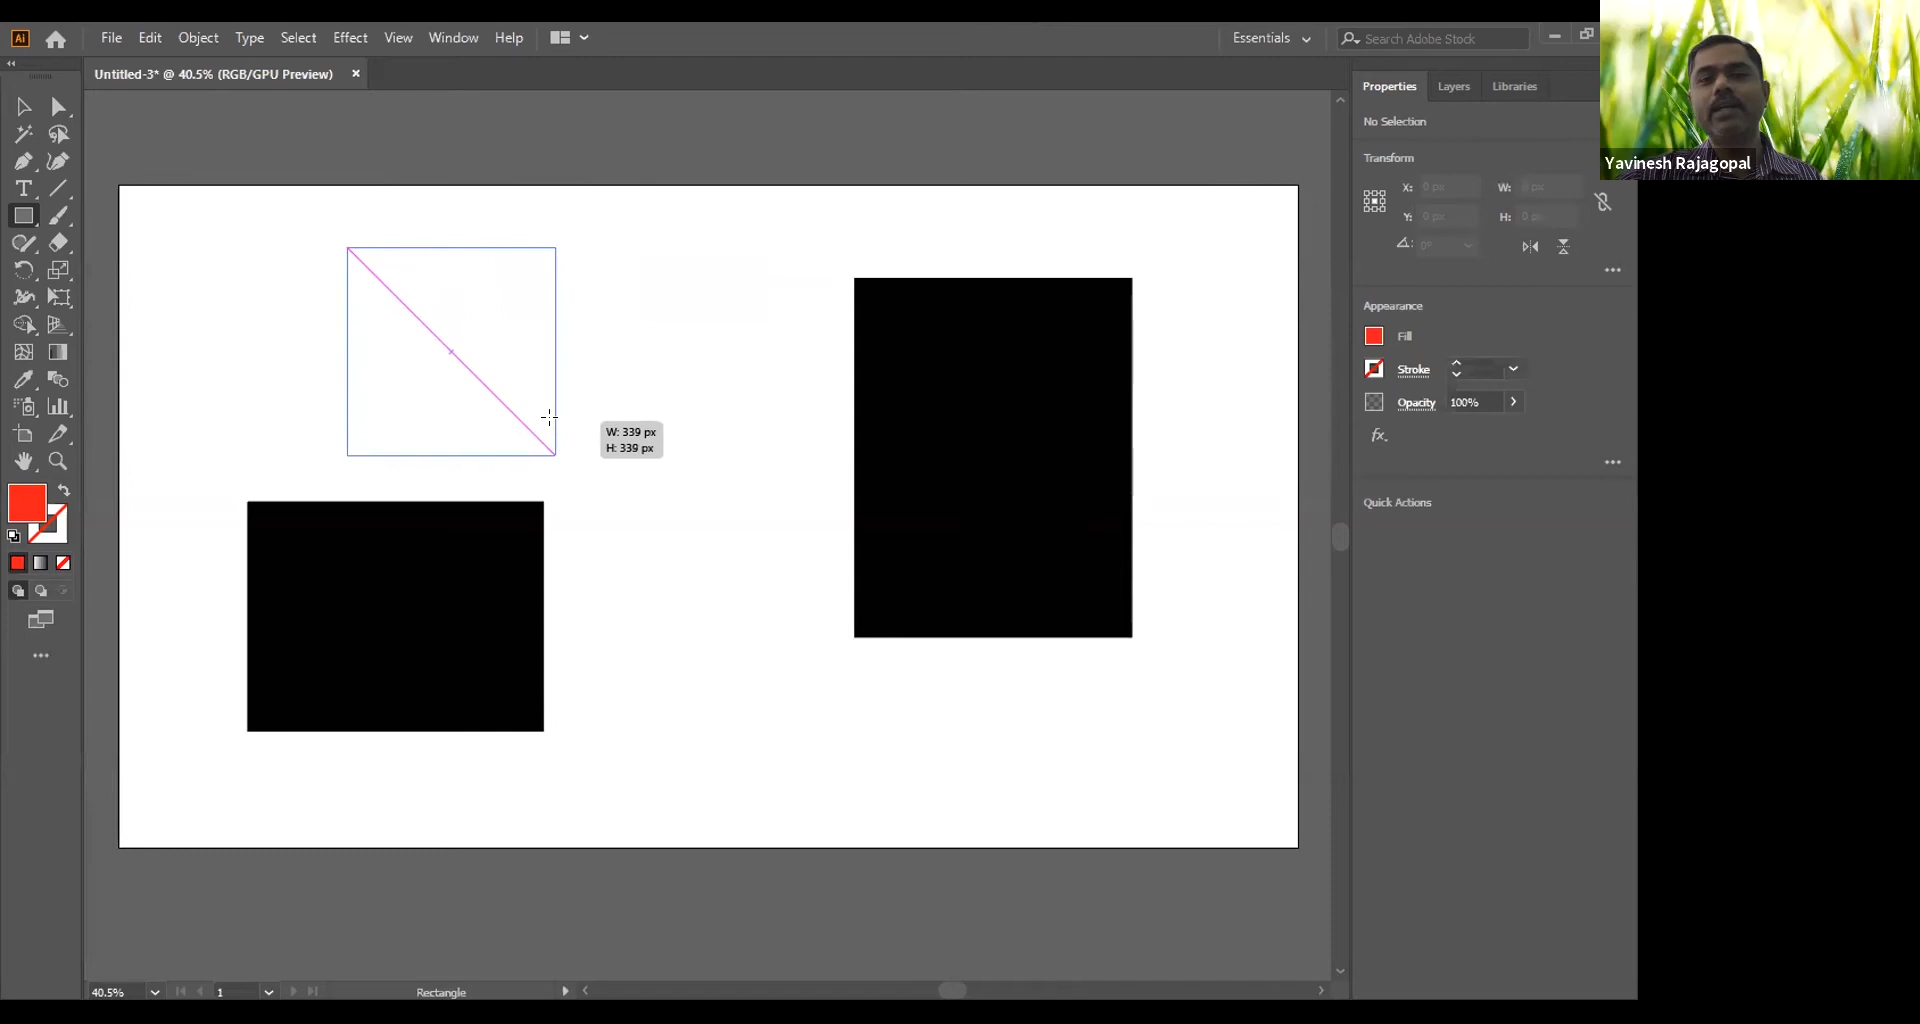 Ai File Edit Object Type Select Effect View Window Help Essentials Search Adobe Stock
Untitled-3* @ 40.5% (RGB/GPU Preview) ×
Properties Layers Libraries
No Selection
Transform
X: 0 px W: 0 px
Y: 0 px H: 0 px
0°
Appearance
Fill
Stroke
Opacity 100%
fx.
Quick Actions
W: 339 px
H: 339 px
T
40.5% 1 Rectangle
Yavinesh Rajagopal